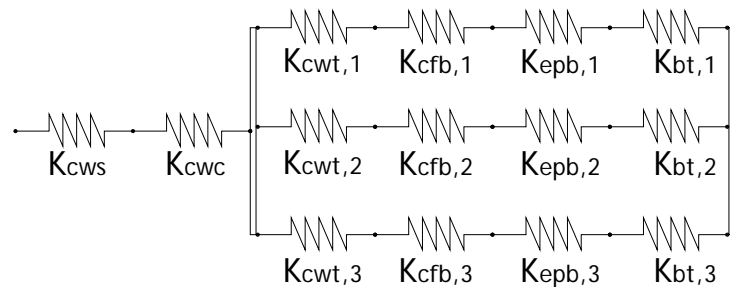 Kcwt,1 Kcfb,1 Kepb,1 Kbt,1
Kcws Kcwc
Kcwt,2 Kcfb,2 Kepb,2 Kbt,2
Kcwt,3 Kcfb,3 Kepb,3 Kbt,3